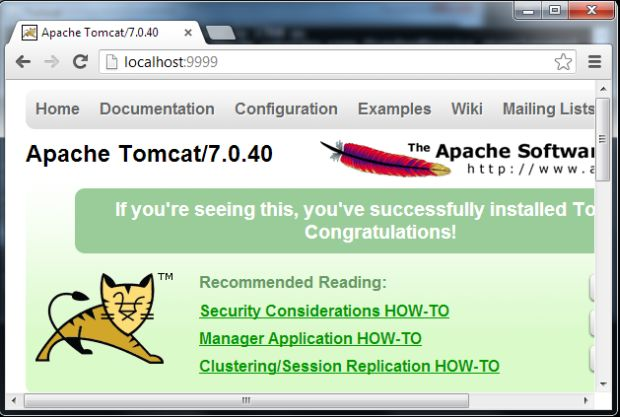 Apache Tomcat/7.0.40
localhost:9999
Home Documentation Configuration Examples Wiki Mailing Lists
Apache Tomcat/7.0.40
The Apache Softwar
http://www.a
If you're seeing this, you've successfully installed To
Congratulations!
TM
Recommended Reading:
Security Considerations HOW-TO
Manager Application HOW-TO
Clustering/Session Replication HOW-TO